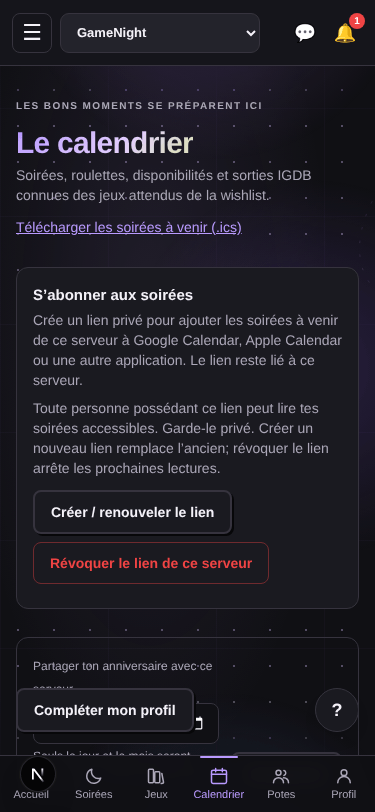 ☰
GameNight
1
LES BONS MOMENTS SE PRÉPARENT ICI
Le calendrier
Soirées, roulettes, disponibilités et sorties IGDB
connues des jeux attendus de la wishlist.
Télécharger les soirées à venir (.ics)
S’abonner aux soirées
Crée un lien privé pour ajouter les soirées à venir
de ce serveur à Google Calendar, Apple Calendar
ou une autre application. Le lien reste lié à ce
serveur.
Toute personne possédant ce lien peut lire tes
soirées accessibles. Garde-le privé. Créer un
nouveau lien remplace l’ancien; révoquer le lien
arrête les prochaines lectures.
Créer / renouveler le lien
Révoquer le lien de ce serveur
Partager ton anniversaire avec ce
Compléter mon profil
?
N
Accueil
Soirées
Jeux
Calendrier
Potes
Profil